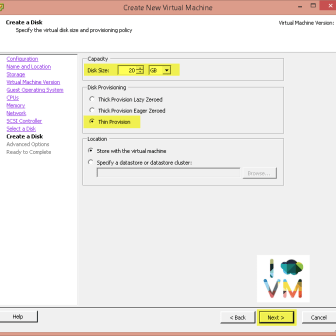 Create New Virtual Machine
Create a Disk
Specify the virtual disk size and provisioning policy
Virtual Machine Version:
Configuration
Name and Location
Storage
Virtual Machine Version
Guest Operating System
CPUs
Memory
Network
SCSI Controller
Select a Disk
Create a Disk
Advanced Options
Ready to Complete
Capacity
Disk Size: 20 GB
Disk Provisioning
Thick Provision Lazy Zeroed
Thick Provision Eager Zeroed
Thin Provision
Location
Store with the virtual machine
Specify a datastore or datastore cluster:
Browse...
I
VM
Help
< Back
Next >
Cancel